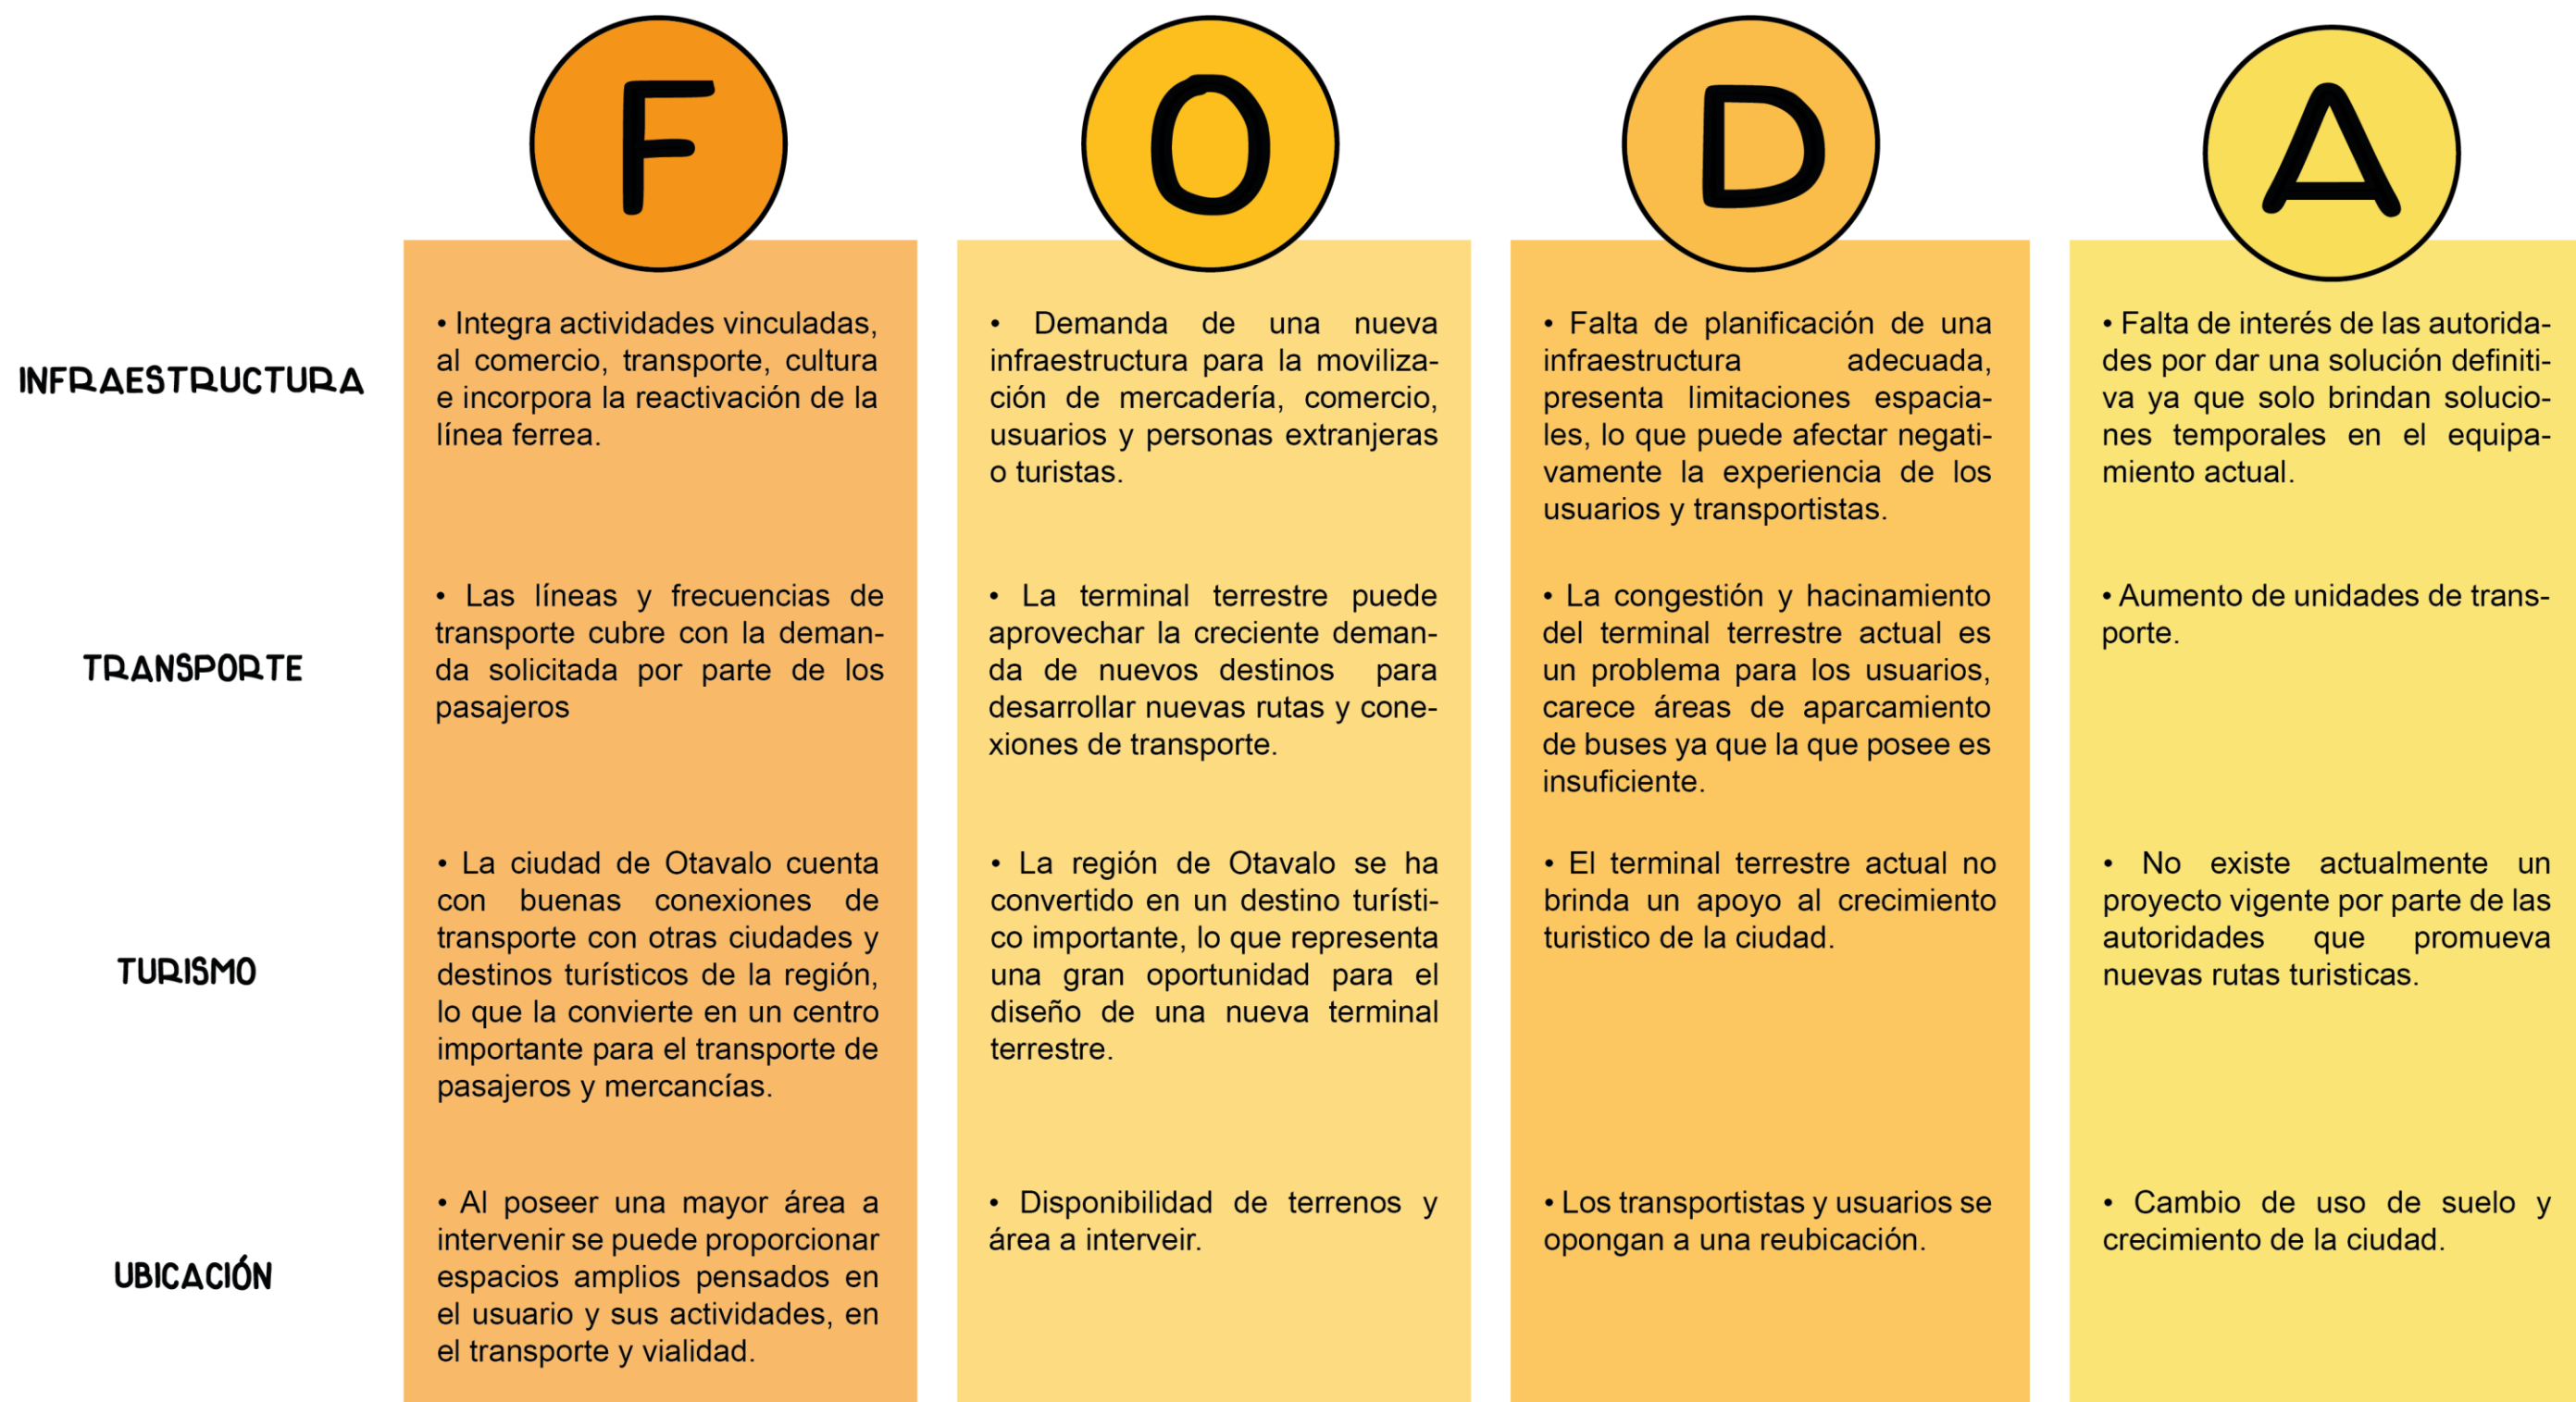 F
O
D
A
INFRAESTRUCTURA
• Integra actividades vinculadas,
al comercio, transporte, cultura
e incorpora la reactivación de la
línea ferrea.
• Demanda de una nueva
infraestructura para la moviliza-
ción de mercadería, comercio,
usuarios y personas extranjeras
o turistas.
• Falta de planificación de una
infraestructura adecuada,
presenta limitaciones espacia-
les, lo que puede afectar negati-
vamente la experiencia de los
usuarios y transportistas.
• Falta de interés de las autorida-
des por dar una solución definiti-
va ya que solo brindan solucio-
nes temporales en el equipa-
miento actual.
TRANSPORTE
• Las líneas y frecuencias de
transporte cubre con la deman-
da solicitada por parte de los
pasajeros
• La terminal terrestre puede
aprovechar la creciente deman-
da de nuevos destinos para
desarrollar nuevas rutas y cone-
xiones de transporte.
• La congestión y hacinamiento
del terminal terrestre actual es
un problema para los usuarios,
carece áreas de aparcamiento
de buses ya que la que posee es
insuficiente.
• Aumento de unidades de trans-
porte.
TURISMO
• La ciudad de Otavalo cuenta
con buenas conexiones de
transporte con otras ciudades y
destinos turísticos de la región,
lo que la convierte en un centro
importante para el transporte de
pasajeros y mercancías.
• La región de Otavalo se ha
convertido en un destino turísti-
co importante, lo que representa
una gran oportunidad para el
diseño de una nueva terminal
terrestre.
• El terminal terrestre actual no
brinda un apoyo al crecimiento
turistico de la ciudad.
• No existe actualmente un
proyecto vigente por parte de las
autoridades que promueva
nuevas rutas turisticas.
UBICACIÓN
• Al poseer una mayor área a
intervenir se puede proporcionar
espacios amplios pensados en
el usuario y sus actividades, en
el transporte y vialidad.
• Disponibilidad de terrenos y
área a interveir.
• Los transportistas y usuarios se
opongan a una reubicación.
• Cambio de uso de suelo y
crecimiento de la ciudad.